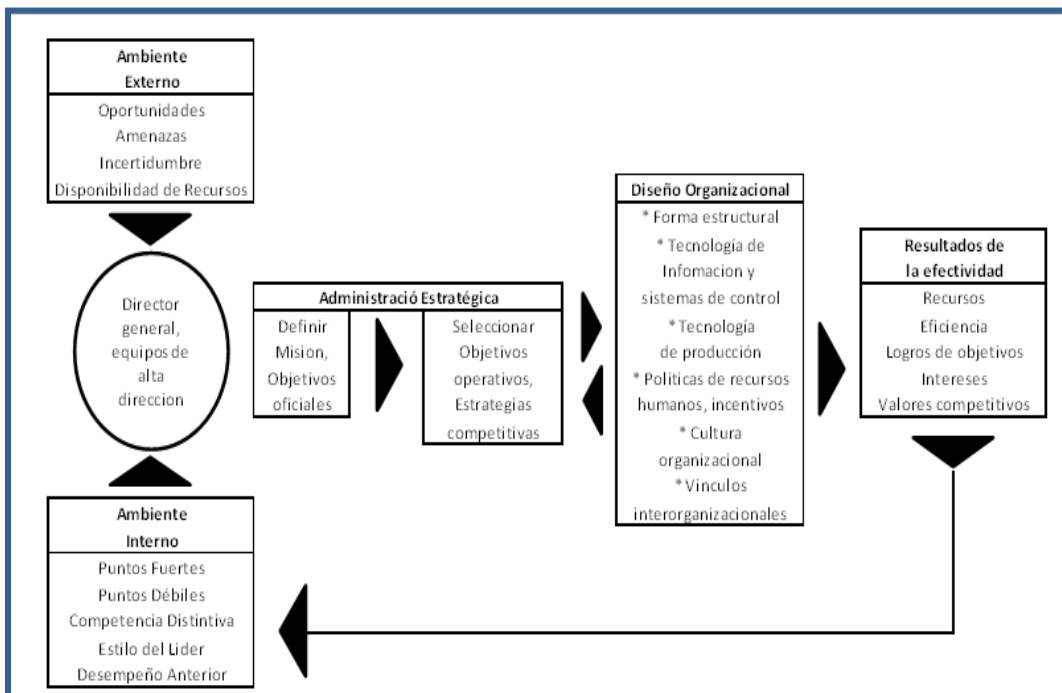 Ambiente
Externo
Oportunidades
Amenazas
Incertidumbre
Disponibilidad de Recursos
Director
general,
equipos de
alta
direccion
Ambiente
Interno
Puntos Fuertes
Puntos Débiles
Competencia Distintiva
Estilo del Lider
Desempeño Anterior
Administració Estratégica
Definir
Mision,
Objetivos
oficiales
Seleccionar
Objetivos
operativos,
Estrategias
competitivas
Diseño Organizacional
* Forma estructural
* Tecnología de
Infomacion y
sistemas de control
* Tecnología
de producción
* Politicas de recursos
humanos, incentivos
* Cultura
organizacional
* Vinculos
interorganizacionales
Resultados de
la efectividad
Recursos
Eficiencia
Logros de objetivos
Intereses
Valores competitivos